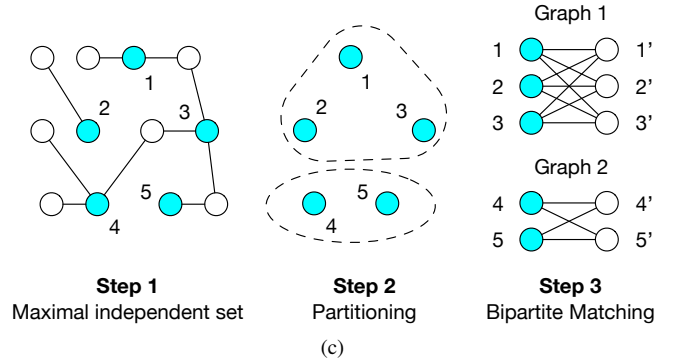 1
2
3
4
5
Step 1
Maximal independent set
1
2
3
4
5
Step 2
Partitioning
Graph 1
1 1’
2 2’
3 3’
Graph 2
4 4’
5 5’
Step 3
Bipartite Matching
(c)